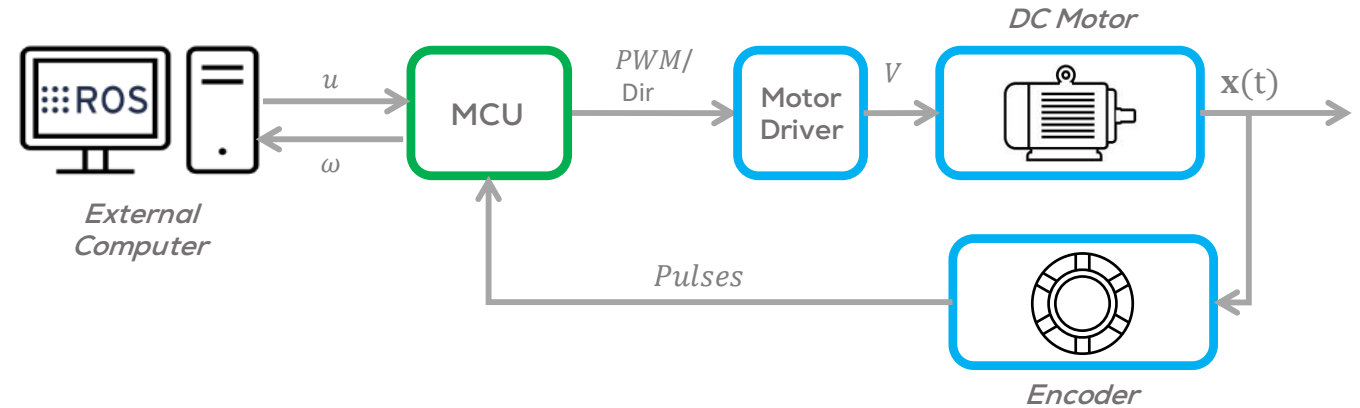 DC Motor
ROS
u
ω
MCU
PWM/
Dir
Motor
Driver
V
x(t)
External
Computer
Pulses
Encoder